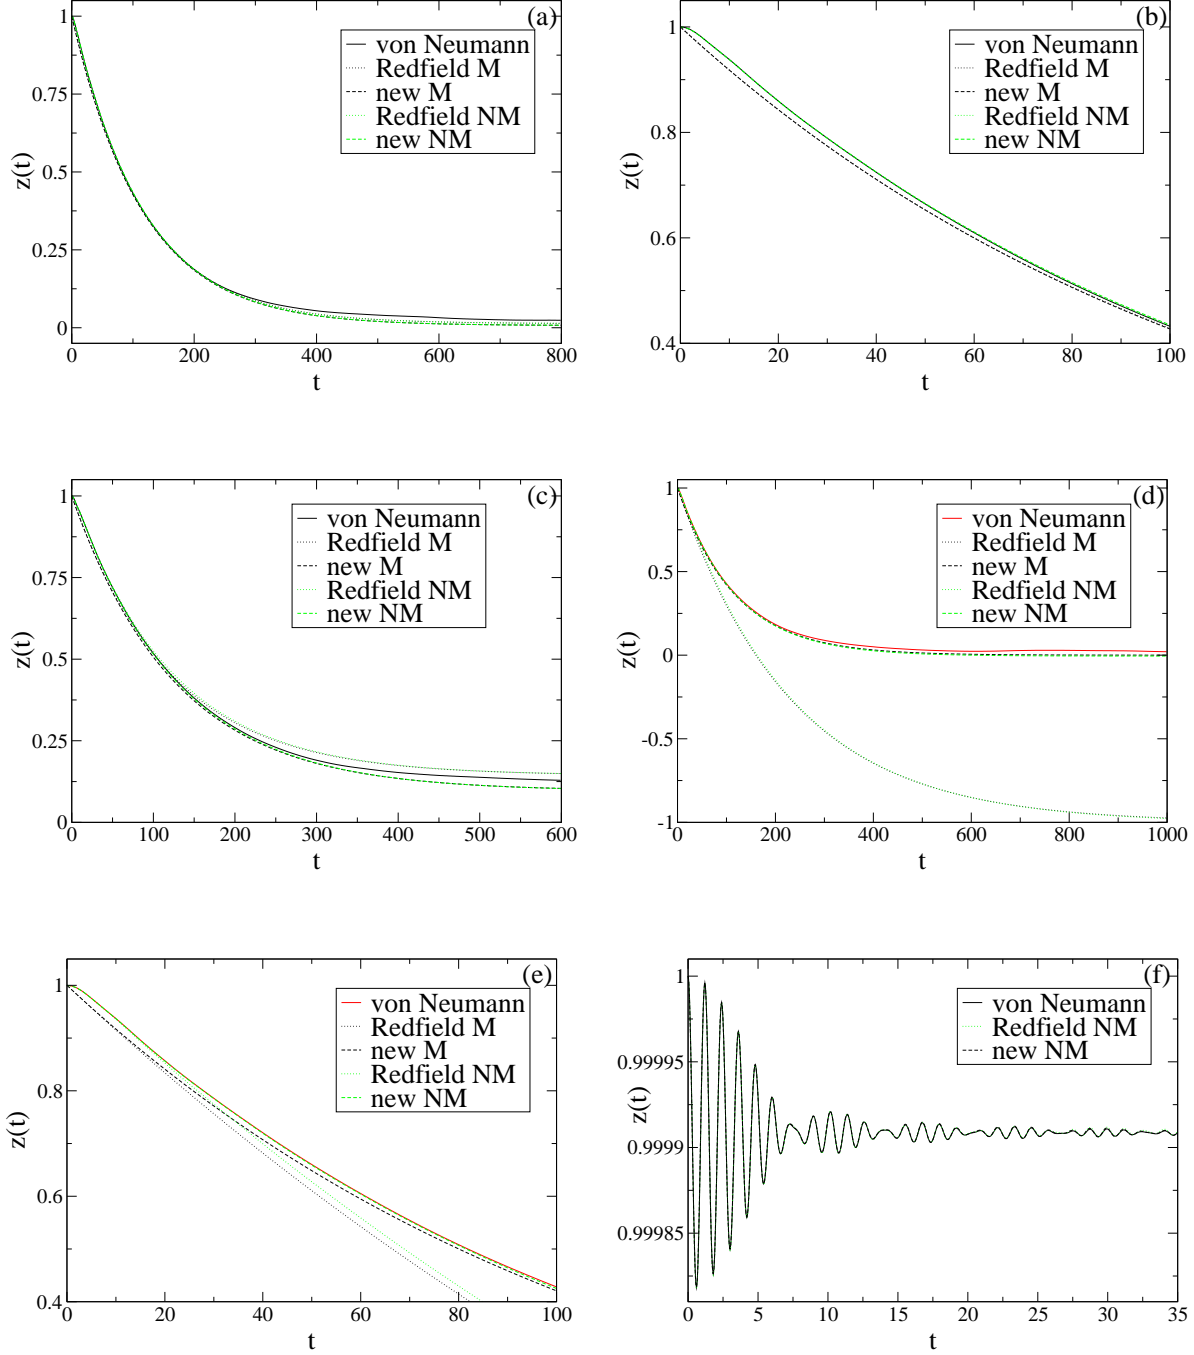 (a)
1
0.75
0.5
0.25
0
z(t)
von Neumann
Redfield M
new M
Redfield NM
new NM
0 200 400 600 800
t
(b)
1
0.8
0.6
0.4
z(t)
von Neumann
Redfield M
new M
Redfield NM
new NM
0 20 40 60 80 100
t
(c)
1
0.75
0.5
0.25
0
z(t)
von Neumann
Redfield M
new M
Redfield NM
new NM
0 100 200 300 400 500 600
t
(d)
1
0.5
0
-0.5
-1
z(t)
von Neumann
Redfield M
new M
Redfield NM
new NM
0 200 400 600 800 1000
t
(e)
1
0.8
0.6
0.4
z(t)
von Neumann
Redfield M
new M
Redfield NM
new NM
0 20 40 60 80 100
t
(f)
1
0.99995
0.9999
0.99985
z(t)
von Neumann
Redfield NM
new NM
0 5 10 15 20 25 30 35
t